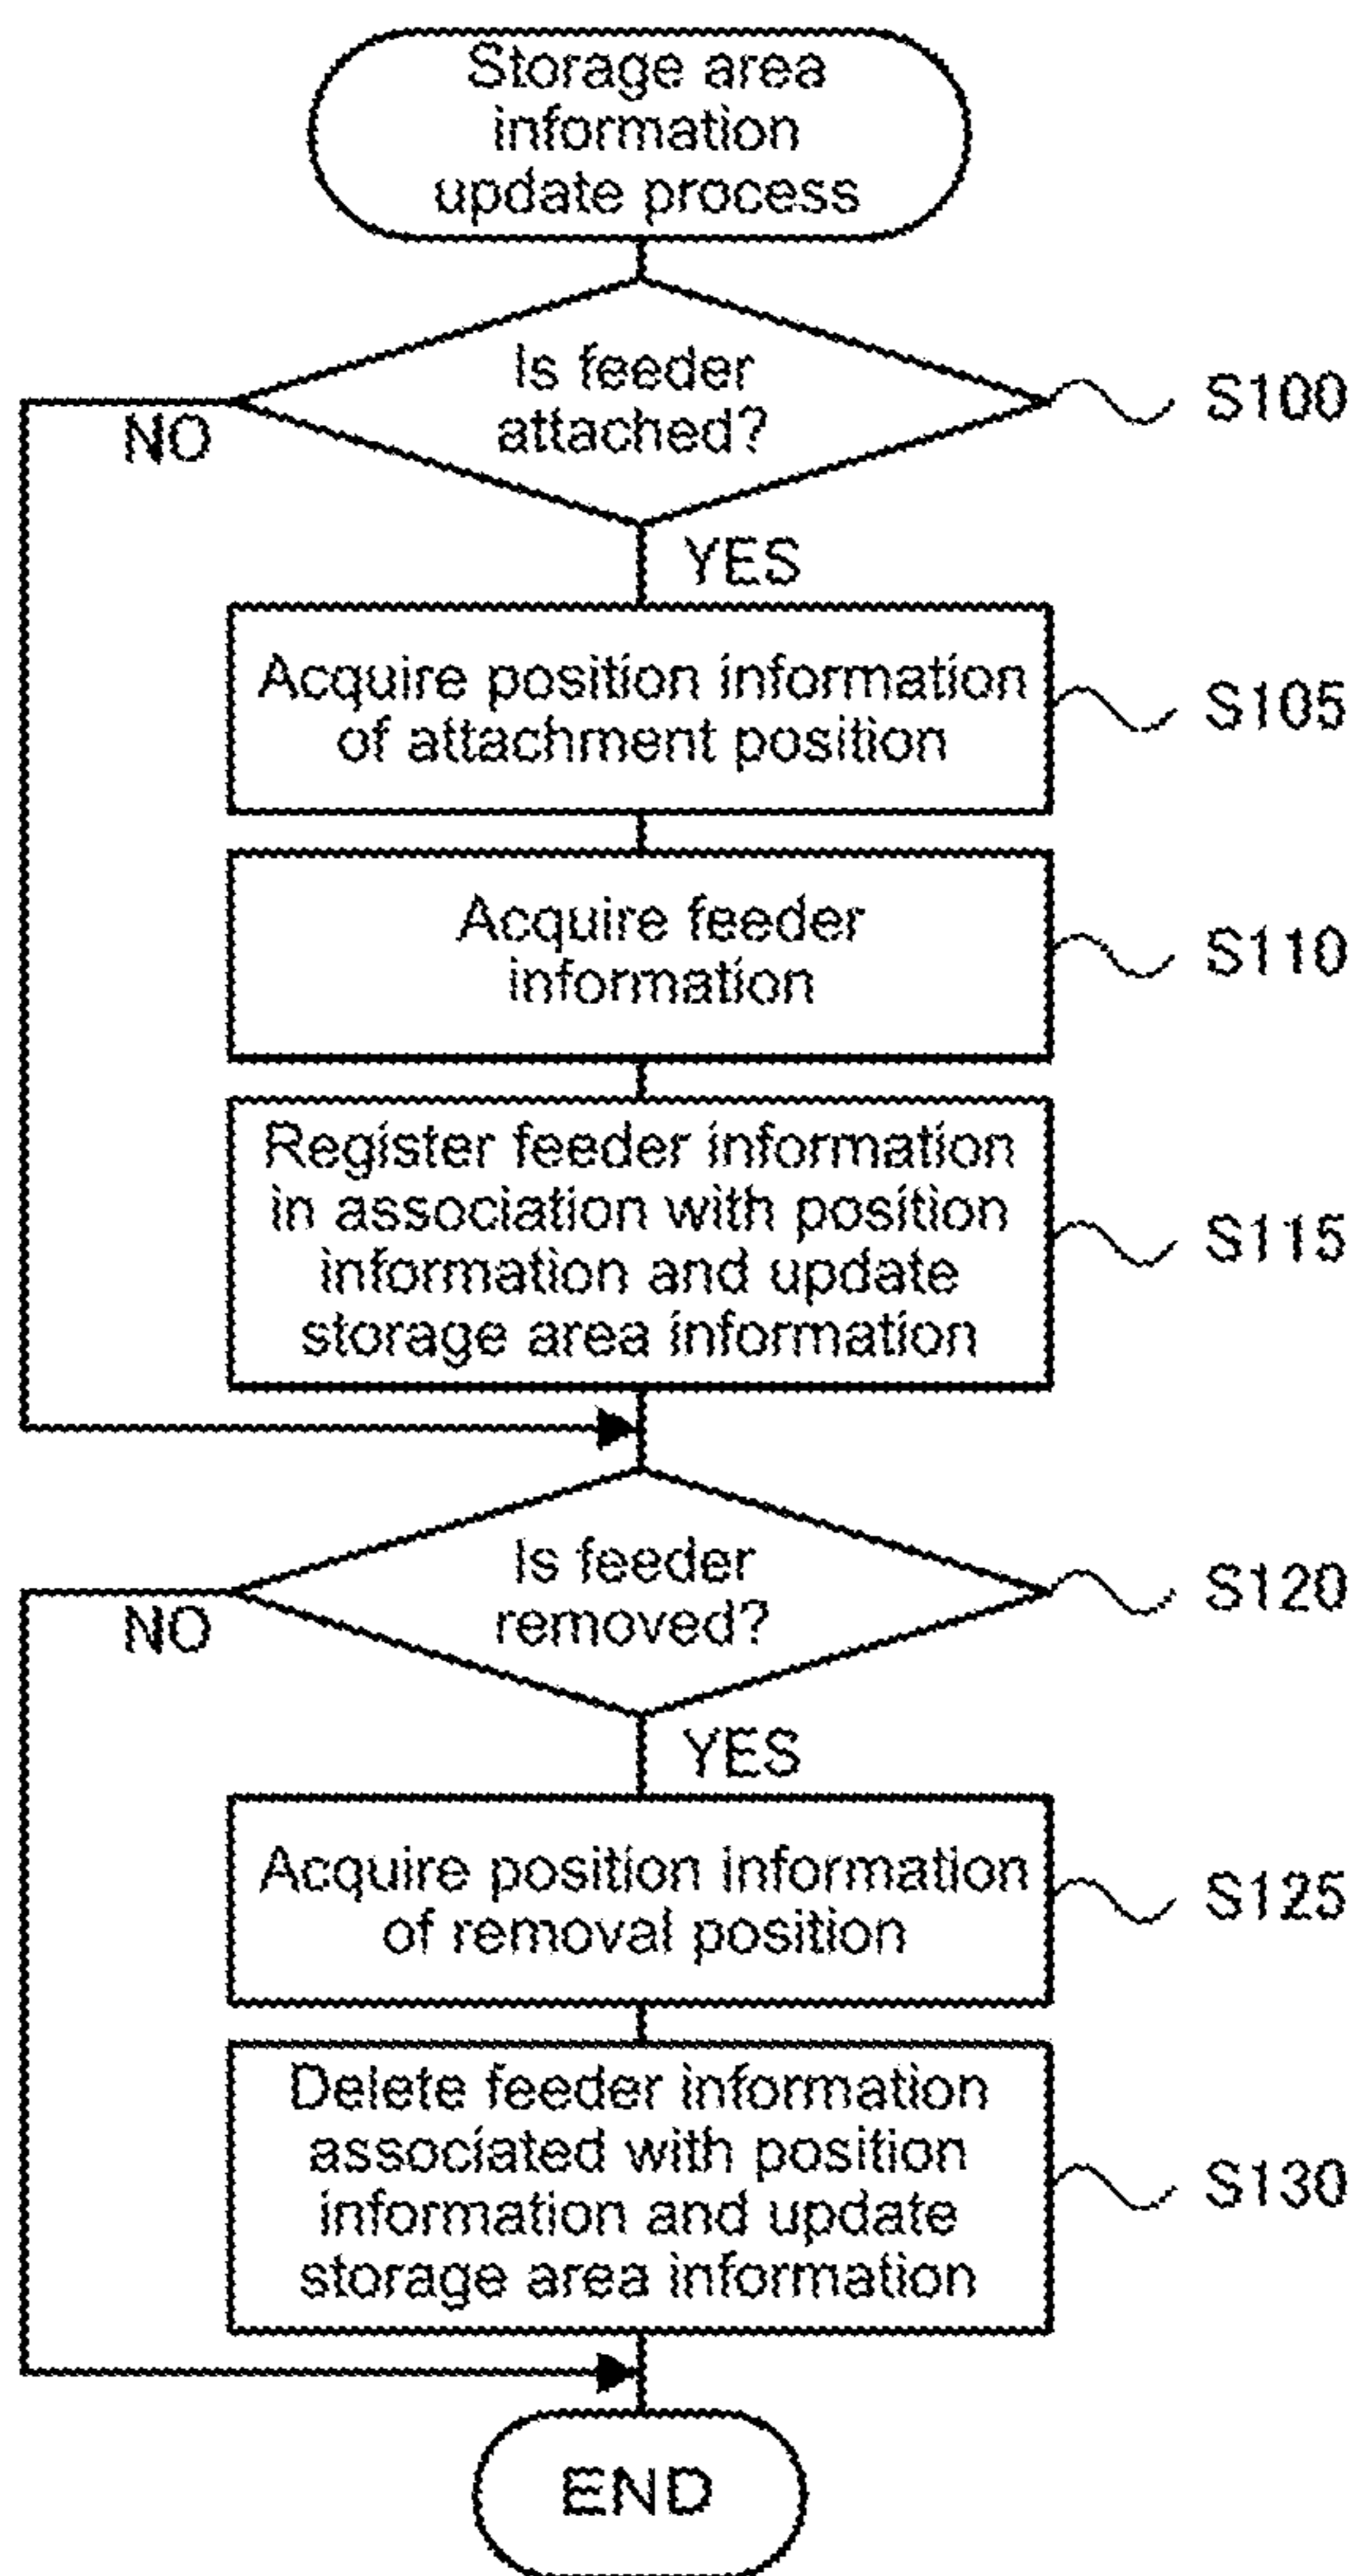 Storage area
information
update process
Is feeder
attached?
S100
NO
YES
Acquire position information
of attachment position
S105
Acquire feeder
information
S110
Register feeder information
in association with position
information and update
storage area information
S115
Is feeder
removed?
S120
NO
YES
Acquire position information
of removal position
S125
Delete feeder information
associated with position
information and update
storage area information
S130
END